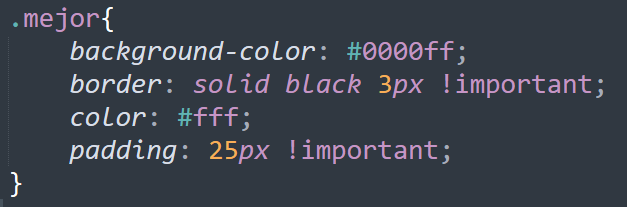 .mejor{
    background-color: #0000ff;
    border: solid black 3px !important;
    color: #fff;
    padding: 25px !important;
}